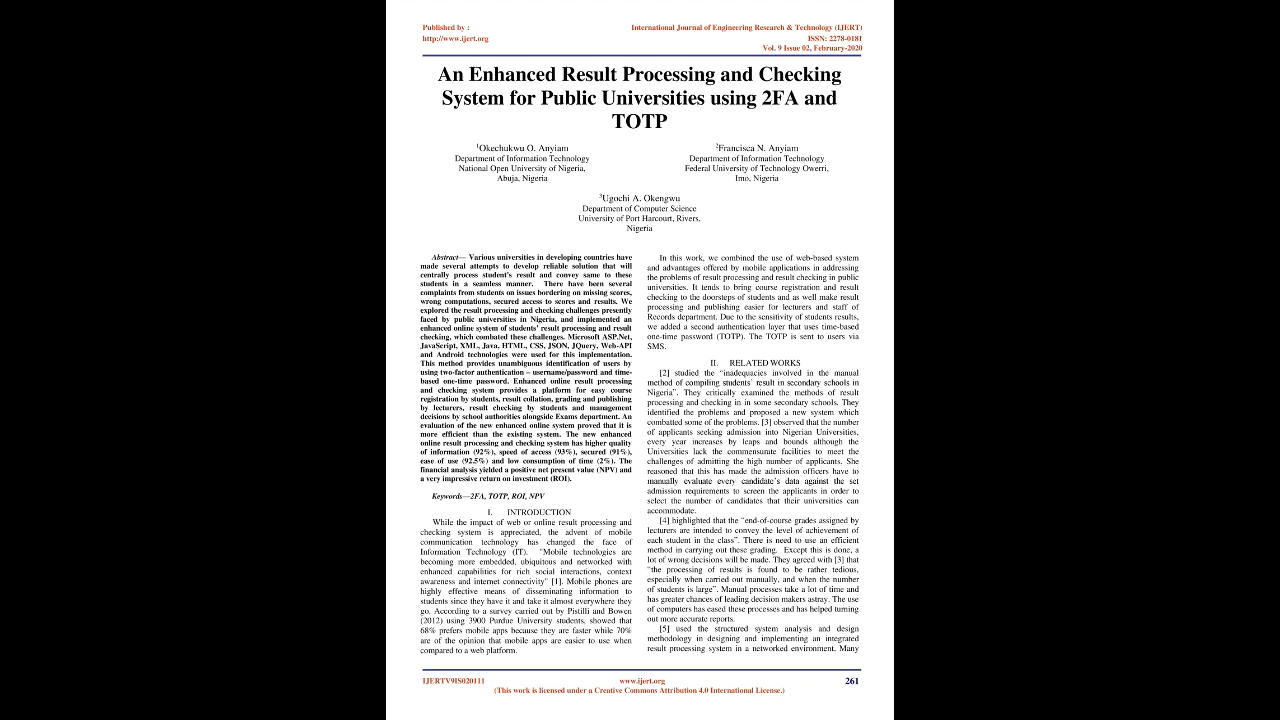 Published by :
http://www.ijert.org
International Journal of Engineering Research & Technology (IJERT)
ISSN: 2278-0181
Vol. 9 Issue 02, February-2020
An Enhanced Result Processing and Checking
System for Public Universities using 2FA and
TOTP
1Okechukwu O. Anyiam
Department of Information Technology
National Open University of Nigeria,
Abuja, Nigeria
2Francisca N. Anyiam
Department of Information Technology
Federal University of Technology Owerri,
Imo, Nigeria
3Ugochi A. Okengwu
Department of Computer Science
University of Port Harcourt, Rivers,
Nigeria
Abstract— Various universities in developing countries have
made several attempts to develop reliable solution that will
centrally process student's result and convey same to these
students in a seamless manner. There have been several
complaints from students on issues bordering on missing scores,
wrong computations, secured access to scores and results. We
explored the result processing and checking challenges presently
faced by public universities in Nigeria, and implemented an
enhanced online system of students' result processing and result
checking, which combated these challenges. Microsoft ASP.Net,
JavaScript, XML, Java, HTML, CSS, JSON, JQuery, Web-API
and Android technologies were used for this implementation.
This method provides unambiguous identification of users by
using two-factor authentication – username/password and time-
based one-time password. Enhanced online result processing
and checking system provides a platform for easy course
registration by students, result collation, grading and publishing
by lecturers, result checking by students and management
decisions by school authorities alongside Exams department. An
evaluation of the new enhanced online system proved that it is
more efficient than the existing system. The new enhanced
online result processing and checking system has higher quality
of information (92%), speed of access (93%), secured (91%),
ease of use (92.5%) and low consumption of time (2%). The
financial analysis yielded a positive net present value (NPV) and
a very impressive return on investment (ROI).
Keywords—2FA, TOTP, ROI, NPV
I. INTRODUCTION
While the impact of web or online result processing and
checking system is appreciated, the advent of mobile
communication technology has changed the face of
Information Technology (IT). "Mobile technologies are
becoming more embedded, ubiquitous and networked with
enhanced capabilities for rich social interactions, context
awareness and internet connectivity" [1]. Mobile phones are
highly effective means of disseminating information to
students since they have it and take it almost everywhere they
go. According to a survey carried out by Pistilli and Bowen
(2012) using 3900 Purdue University students, showed that
68% prefers mobile apps because they are faster while 70%
are of the opinion that mobile apps are easier to use when
compared to a web platform.
In this work, we combined the use of web-based system
and advantages offered by mobile applications in addressing
the problems of result processing and result checking in public
universities. It tends to bring course registration and result
checking to the doorsteps of students and as well make result
processing and publishing easier for lecturers and staff of
Records department. Due to the sensitivity of students results,
we added a second authentication layer that uses time-based
one-time password (TOTP). The TOTP is sent to users via
SMS.
II. RELATED WORKS
[2] studied the "inadequacies involved in the manual
method of compiling students' result in secondary schools in
Nigeria". They critically examined the methods of result
processing and checking in in some secondary schools. They
identified the problems and proposed a new system which
combatted some of the problems. [3] observed that the number
of applicants seeking admission into Nigerian Universities,
every year increases by leaps and bounds although the
Universities lack the commensurate facilities to meet the
challenges of admitting the high number of applicants. She
reasoned that this has made the admission officers have to
manually evaluate every candidate's data against the set
admission requirements to screen the applicants in order to
select the number of candidates that their universities can
accommodate.
[4] highlighted that the "end-of-course grades assigned by
lecturers are intended to convey the level of achievement of
each student in the class". There is need to use an efficient
method in carrying out these grading. Except this is done, a
lot of wrong decisions will be made. They agreed with [3] that
"the processing of results is found to be rather tedious,
especially when carried out manually, and when the number
of students is large". Manual processes take a lot of time and
has greater chances of leading decision makers astray. The use
of computers has eased these processes and has helped turning
out more accurate reports.
[5] used the structured system analysis and design
methodology in designing and implementing an integrated
result processing system in a networked environment. Many
IJERTV9IS020111
www.ijert.org
261
(This work is licensed under a Creative Commons Attribution 4.0 International License.)